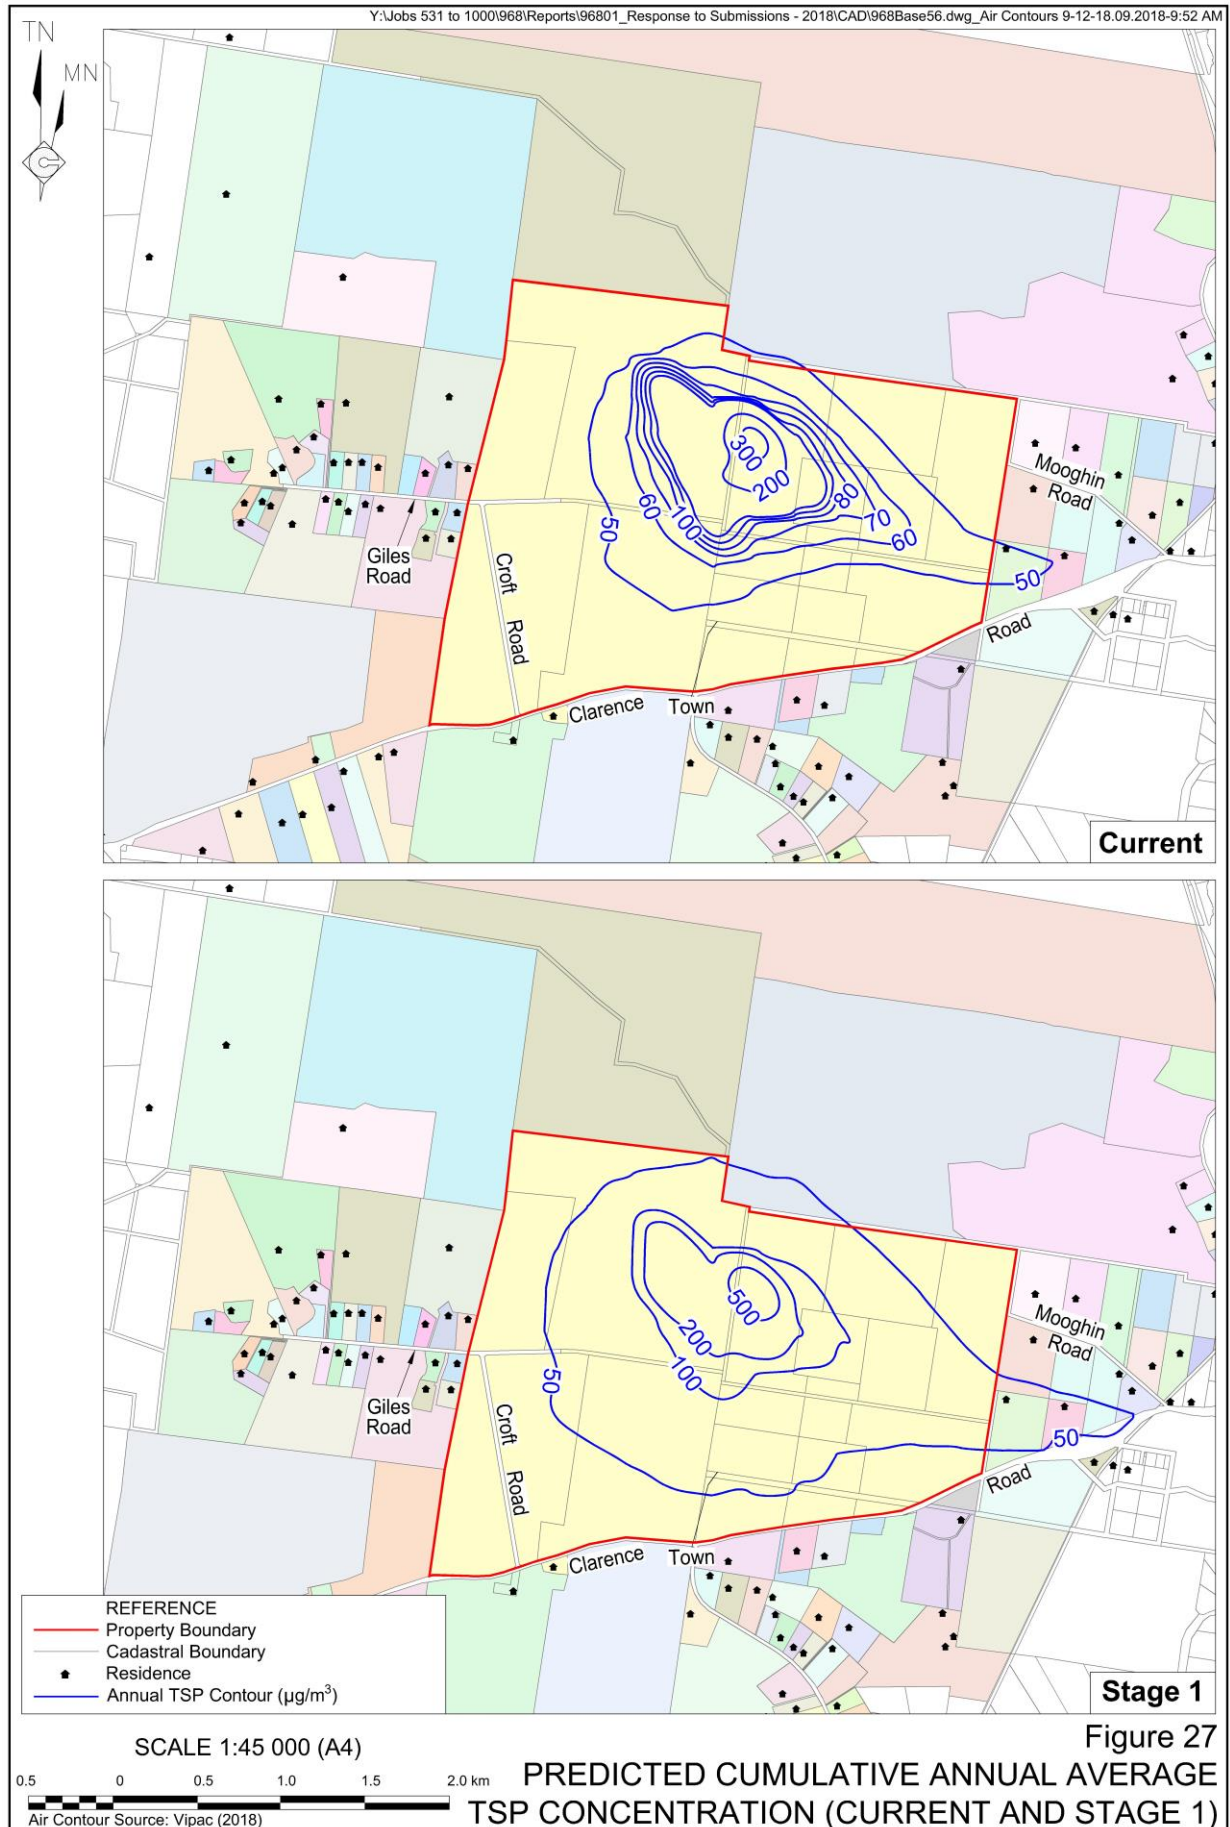 Y:\Jobs 531 to 1000\968\Reports\96801_Response to Submissions - 2018\CAD\968Base56.dwg_Air Contours 9-12-18.09.2018-9:52 AM
TN
MN
300
200
80
100
70
60
60
50
50
Mooghin
Road
Giles
Road
Croft
Road
Road
Clarence Town
Current
500
200
100
50
50
Mooghin
Road
Giles
Road
Croft
Road
Road
Clarence Town
REFERENCE
Property Boundary
Cadastral Boundary
Residence
Annual TSP Contour (µg/m³)
Stage 1
SCALE 1:45 000 (A4)
0.5 0 0.5 1.0 1.5 2.0 km
Air Contour Source: Vipac (2018)
Figure 27
PREDICTED CUMULATIVE ANNUAL AVERAGE
TSP CONCENTRATION (CURRENT AND STAGE 1)